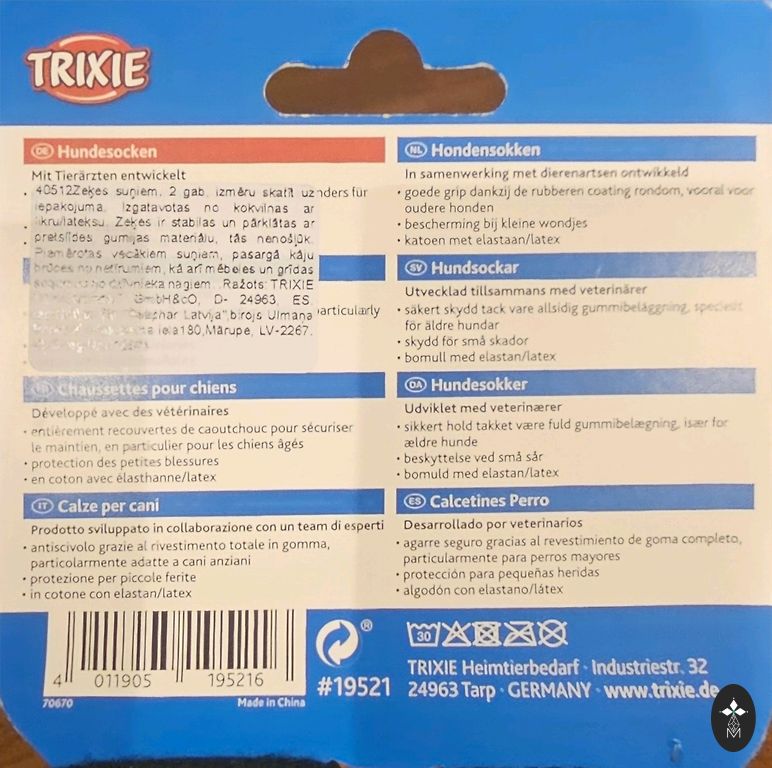 TRIXIE
DE Hundesocken
Mit Tierärzten entwickelt
40512Zeķes suņiem, 2 gab, izmēru skatīt uz
nders für
iepakojuma. Izgatavotas no kokvilnas ar
likru/lateksu. Zeķes ir stabilas un pārklātas ar
pretslīdes gumijas materiālu, tās nenošļūk.
Piemērotas vecākiem suņiem, pasargā kāju
brūces no netīrumiem, kā arī mēbeles un grīdas
no dzīvnieka nagiem. Ražots: TRIXIE
GmbH&CO, D- 24963, ES.
articularly
Latvija", birojs Ulmaņa
180, Mārupe, LV-2267.
Chaussettes pour chiens
Développé avec des vétérinaires
• entièrement recouvertes de caoutchouc pour sécuriser
le maintien, en particulier pour les chiens âgés
• protection des petites blessures
• en coton avec élasthanne/latex
IT Calze per cani
Prodotto sviluppato in collaborazione con un team di esperti
• antiscivolo grazie al rivestimento totale in gomma,
particolarmente adatte a cani anziani
• protezione per piccole ferite
• in cotone con elastan/latex
NL Hondensokken
In samenwerking met dierenartsen ontwikkeld
• goede grip dankzij de rubberen coating rondom, vooral voor
oudere honden
• bescherming bij kleine wondjes
• katoen met elastaan/latex
SV Hundsockar
Utvecklad tillsammans med veterinärer
• säkert skydd tack vare allsidig gummibeläggning, speciellt
för äldre hundar
• skydd för små skador
• bomull med elastan/latex
DA Hundesokker
Udviklet med veterinærer
• sikkert hold takket være fuld gummibelægning, især for
ældre hunde
• beskyttelse ved små sår
• bomuld med elastan/latex
ES Calcetines Perro
Desarrollado por veterinarios
• agarre seguro gracias al revestimiento de goma completo,
particularmente para perros mayores
• protección para pequeñas heridas
• algodón con elastano/látex
4 011905 195216
70670
Made in China
®
#19521
30
TRIXIE Heimtierbedarf · Industriestr. 32
24963 Tarp · GERMANY · www.trixie.de
M